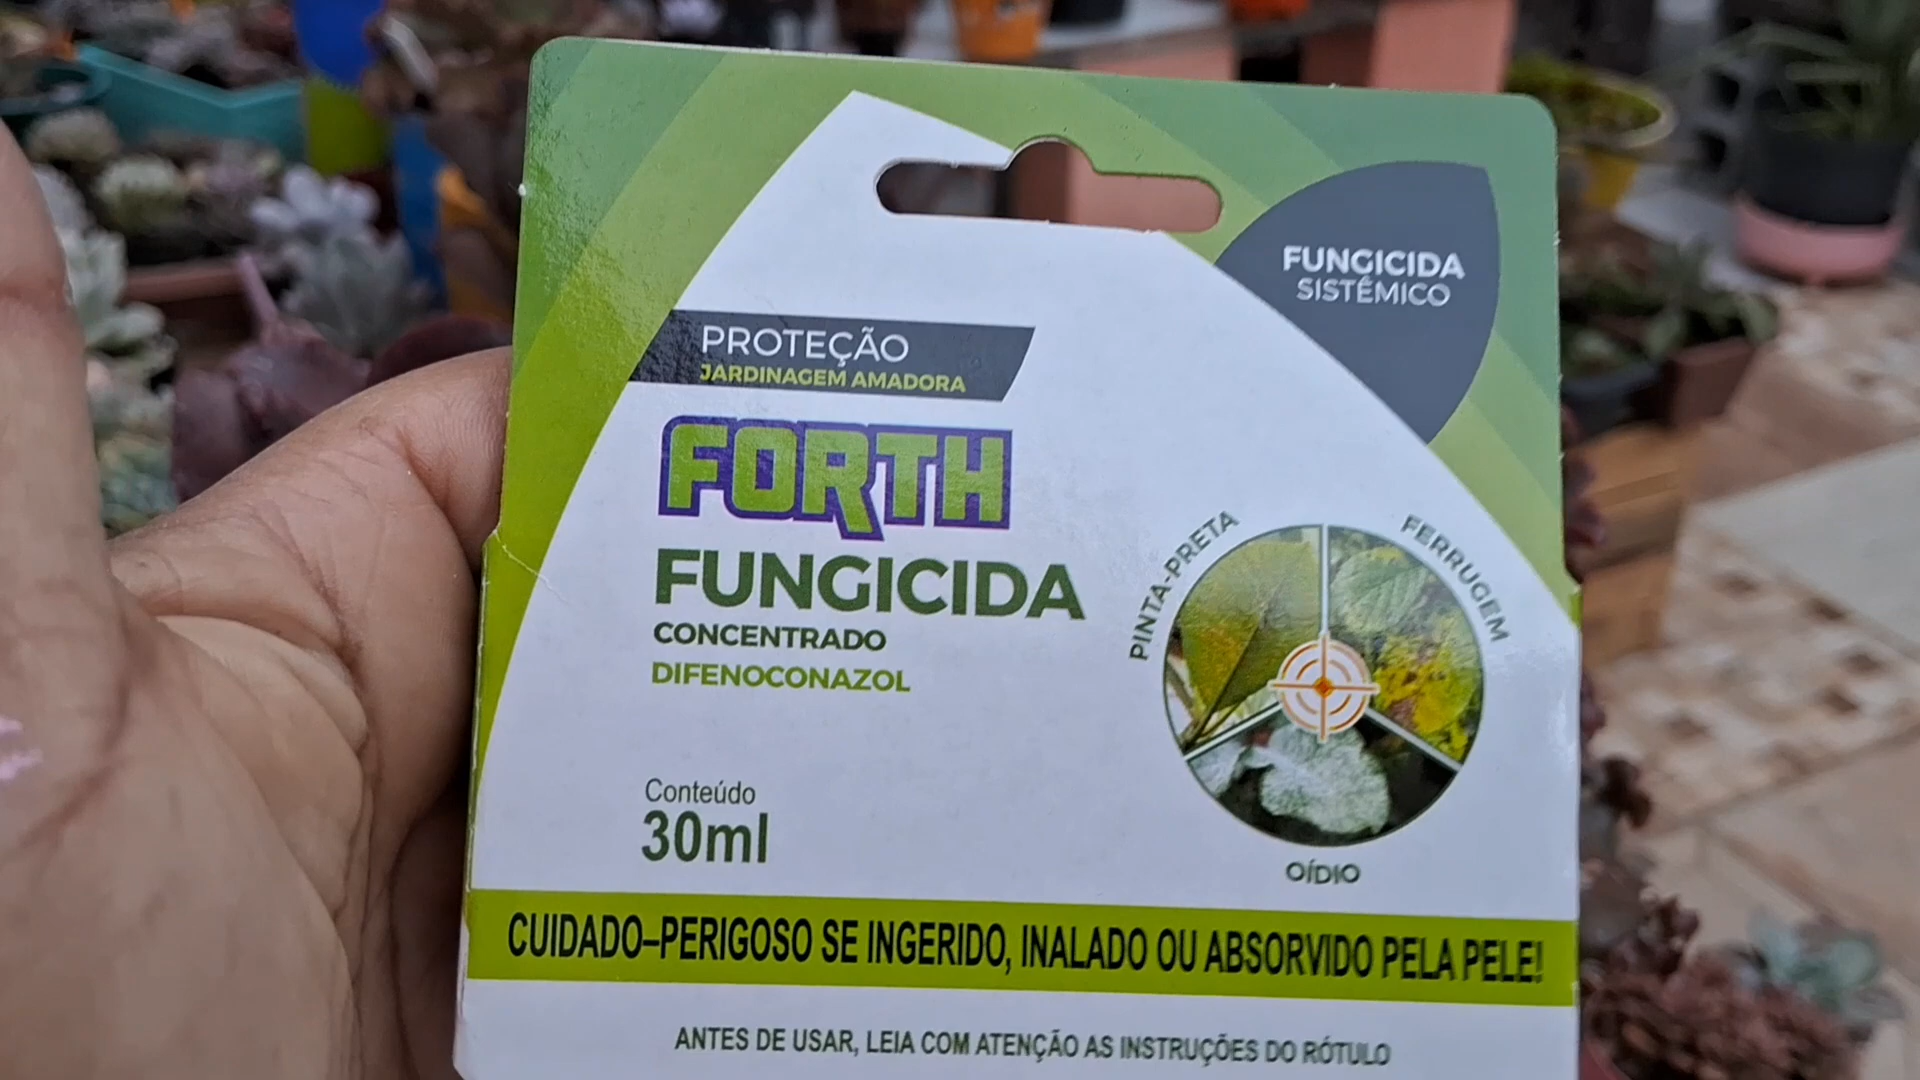 FUNGICIDA
SISTÊMICO
PROTEÇÃO
JARDINAGEM AMADORA
FORTH
FUNGICIDA
CONCENTRADO
DIFENOCONAZOL
PINTA-PRETA
FERRUGEM
OÍDIO
Conteúdo
30ml
CUIDADO–PERIGOSO SE INGERIDO, INALADO OU ABSORVIDO PELA PELE!
ANTES DE USAR, LEIA COM ATENÇÃO AS INSTRUÇÕES DO RÓTULO